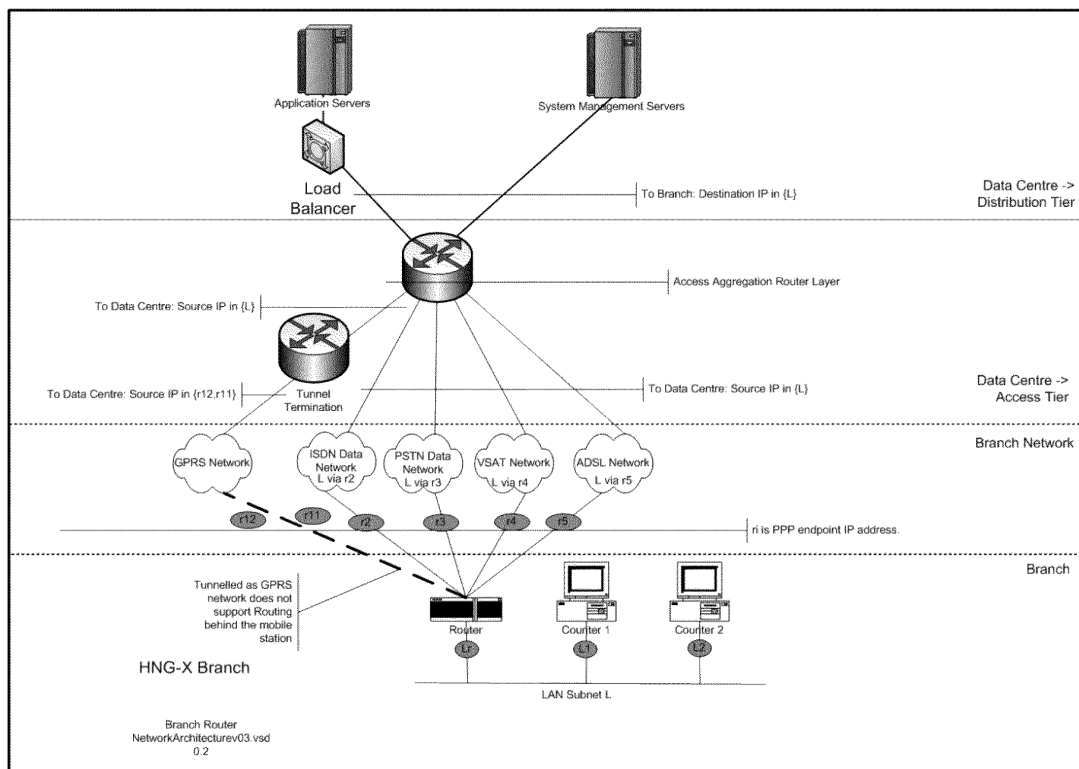 Application Servers
System Management Servers
Load
Balancer
To Branch: Destination IP in {L}
Data Centre ->
Distribution Tier
Access Aggregation Router Layer
To Data Centre: Source IP in {L}
To Data Centre: Source IP in {r12,r11}
Tunnel
Termination
To Data Centre: Source IP in {L}
Data Centre ->
Access Tier
Branch Network
GPRS Network
ISDN Data
Network
L via r2
PSTN Data
Network
L via r3
VSAT Network
L via r4
ADSL Network
L via r5
r12
r11
r2
r3
r4
r5
ri is PPP endpoint IP address.
Branch
Tunnelled as GPRS
network does not
support Routing
behind the mobile
station
Router
Counter 1
Counter 2
Lr
L1
L2
HNG-X Branch
LAN Subnet L
Branch Router
NetworkArchitecturev03.vsd
0.2